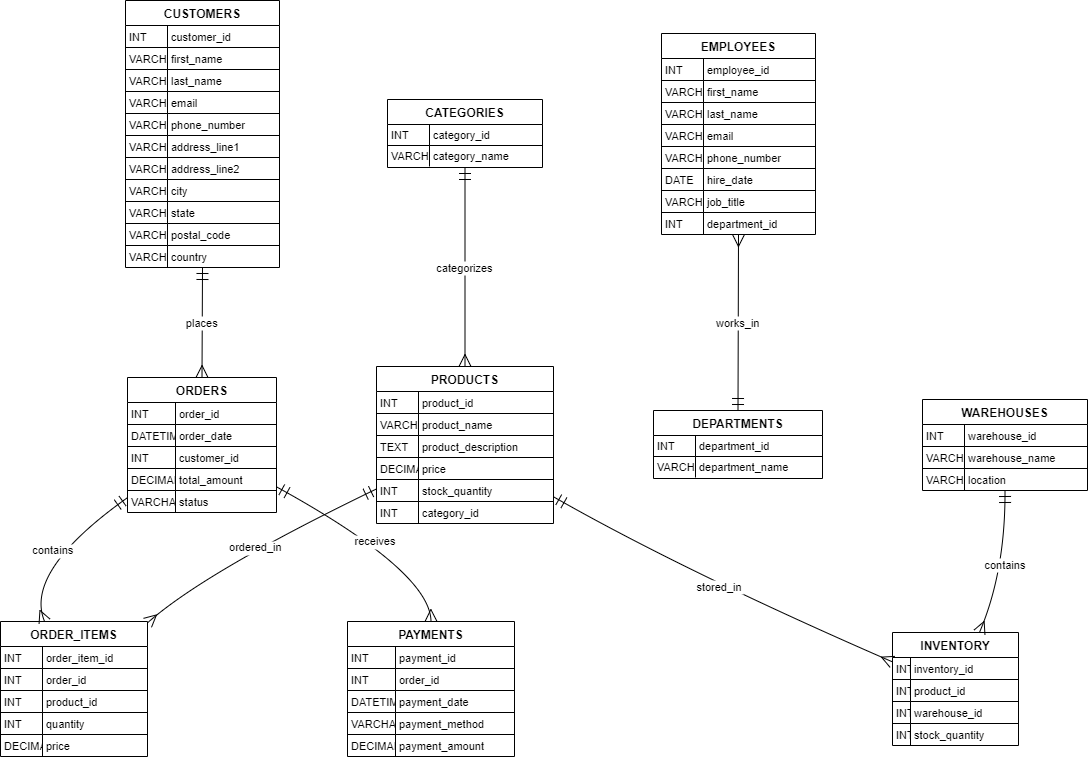 CUSTOMERS
INT customer_id
VARCH first_name
VARCH last_name
VARCH email
VARCH phone_number
VARCH address_line1
VARCH address_line2
VARCH city
VARCH state
VARCH postal_code
VARCH country
CATEGORIES
INT category_id
VARCH category_name
EMPLOYEES
INT employee_id
VARCH first_name
VARCH last_name
VARCH email
VARCH phone_number
DATE hire_date
VARCH job_title
INT department_id
places
categorizes
works_in
ORDERS
INT order_id
DATETIM order_date
INT customer_id
DECIMA total_amount
VARCHA status
PRODUCTS
INT product_id
VARCH product_name
TEXT product_description
DECIMA price
INT stock_quantity
INT category_id
DEPARTMENTS
INT department_id
VARCH department_name
WAREHOUSES
INT warehouse_id
VARCH warehouse_name
VARCH location
contains
ordered_in
receives
stored_in
contains
ORDER_ITEMS
INT order_item_id
INT order_id
INT product_id
INT quantity
DECIMA price
PAYMENTS
INT payment_id
INT order_id
DATETIM payment_date
VARCHA payment_method
DECIMA payment_amount
INVENTORY
INT inventory_id
INT product_id
INT warehouse_id
INT stock_quantity